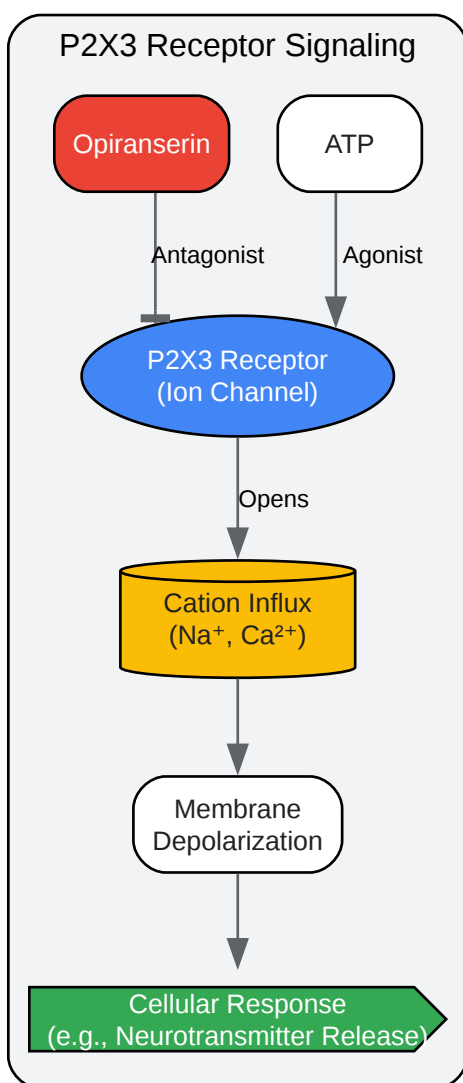 P2X3 Receptor Signaling
Opiranserin
ATP
Antagonist
Agonist
P2X3 Receptor
(Ion Channel)
Opens
Cation Influx
(Na⁺, Ca²⁺)
Membrane
Depolarization
Cellular Response
(e.g., Neurotransmitter Release)